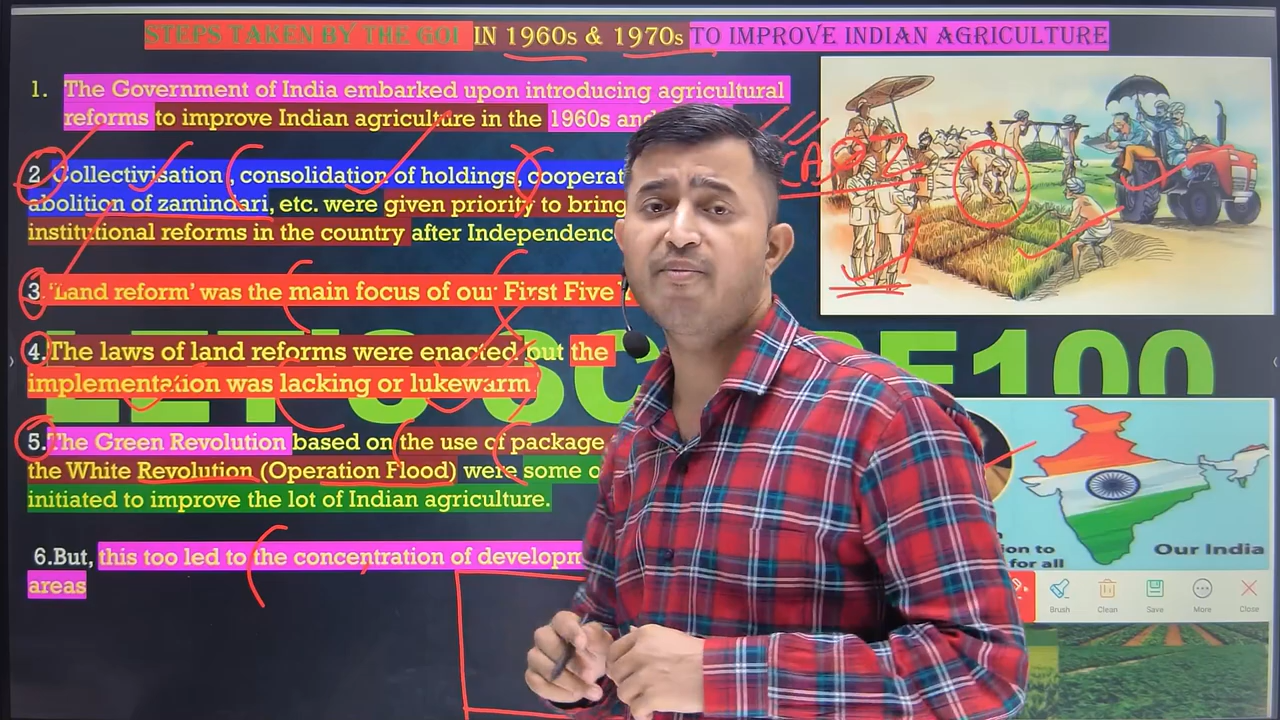 STEPS TAKEN BY THE GOI IN 1960s & 1970s TO IMPROVE INDIAN AGRICULTURE
1. The Government of India embarked upon introducing agricultural
reforms to improve Indian agriculture in the 1960s and
2. Collectivisation, consolidation of holdings,
abolition of zamindari, etc. were given priority to bring
institutional reforms in the country after
3. 'Land reform' was the main focus of our First Five
4. The laws of land reforms were enacted but the
implementation was lacking or lukewarm
5. The Green Revolution based on the use of package
the White Revolution (Operation Flood) were some
initiated to improve the lot of Indian agriculture.
6.But, this too led to the concentration of
areas
LET'S 100
to
for all
Our India
Brush Clean Save More Close